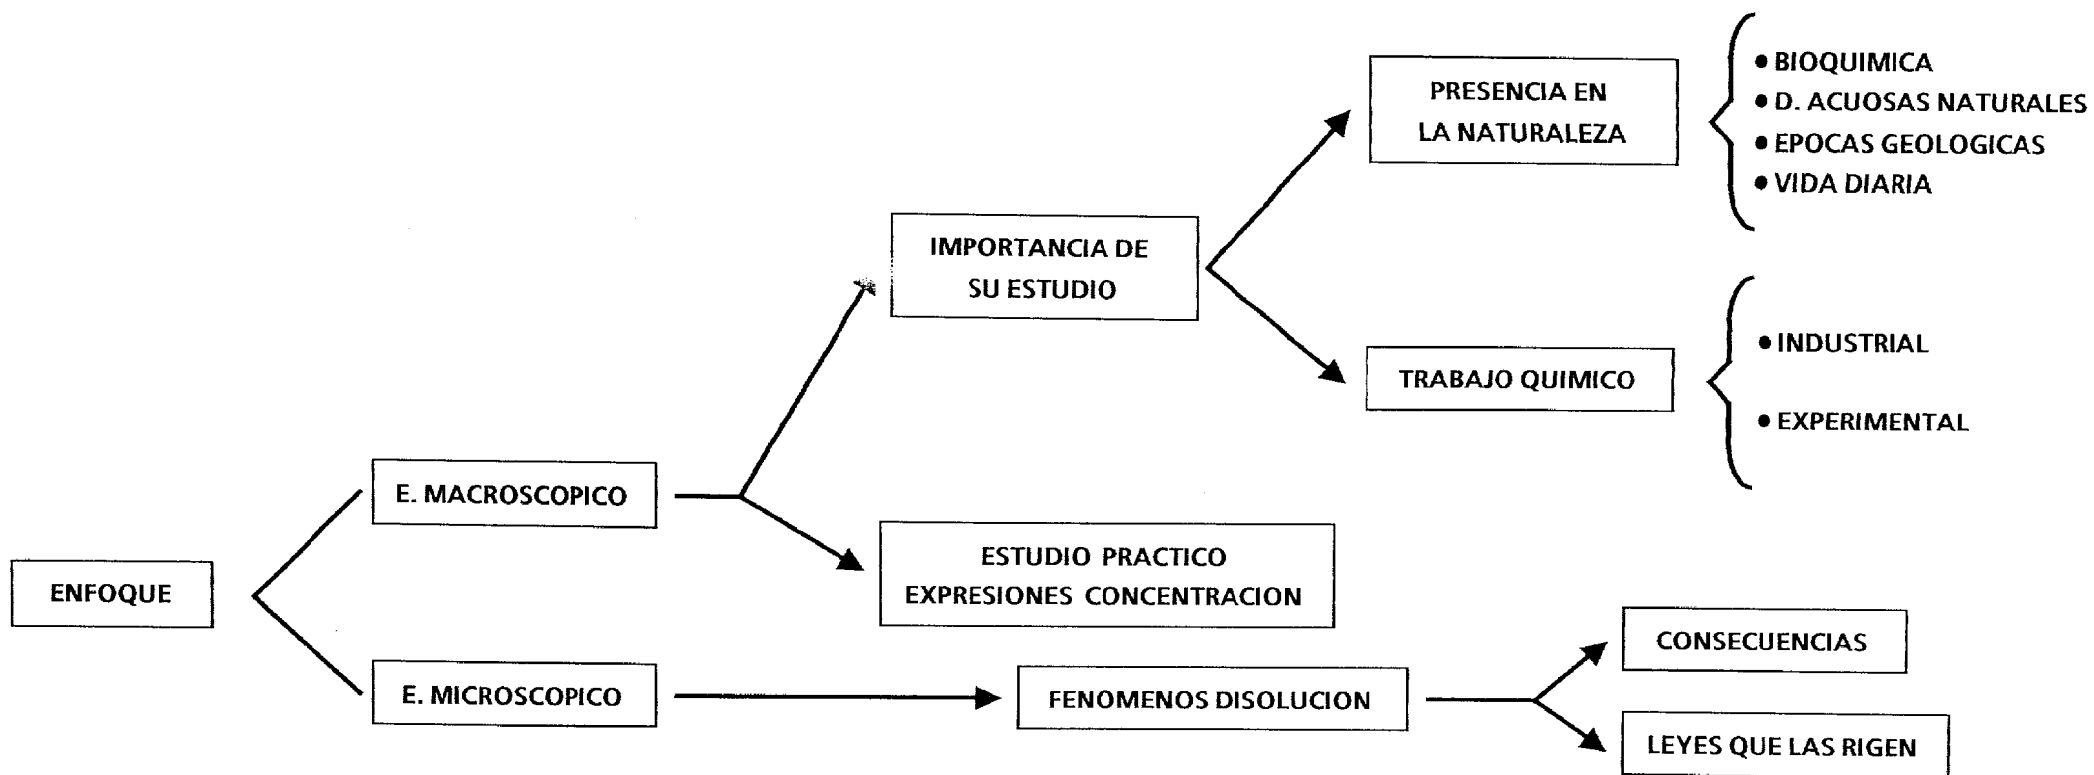 ENFOQUE
E. MACROSCOPICO
IMPORTANCIA DE
SU ESTUDIO
PRESENCIA EN
LA NATURALEZA
• BIOQUIMICA
• D. ACUOSAS NATURALES
• EPOCAS GEOLOGICAS
• VIDA DIARIA
TRABAJO QUIMICO
• INDUSTRIAL
• EXPERIMENTAL
ESTUDIO PRACTICO
EXPRESIONES CONCENTRACION
E. MICROSCOPICO
FENOMENOS DISOLUCION
CONSECUENCIAS
LEYES QUE LAS RIGEN